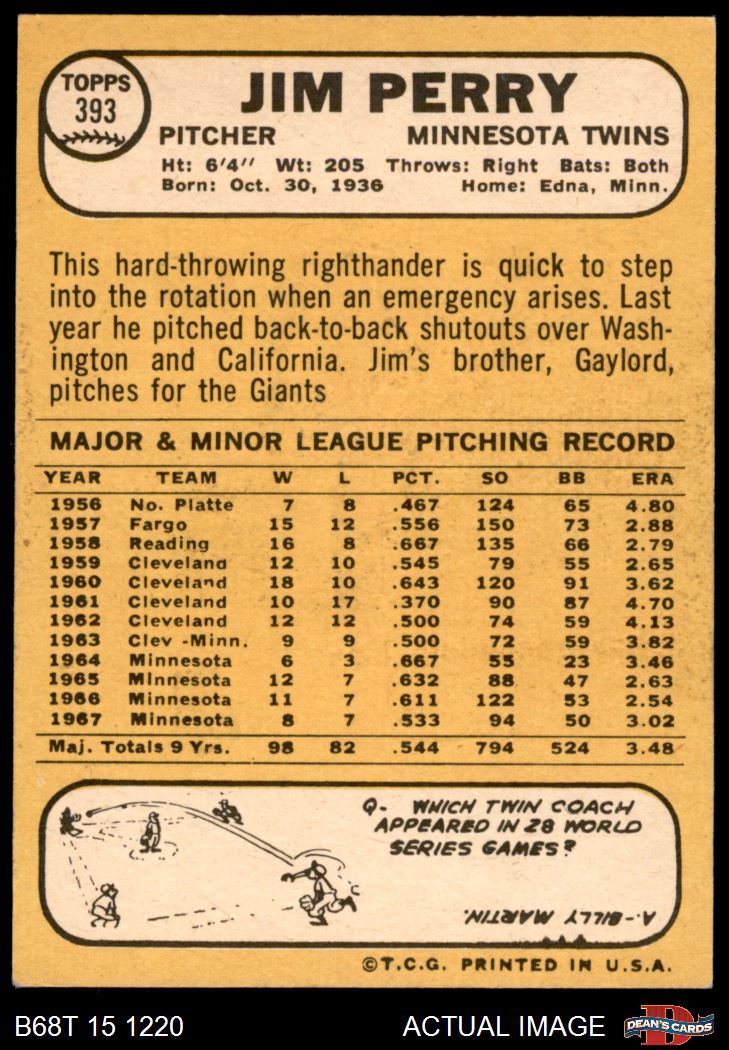 TOPPS
393
JIM PERRY
PITCHER MINNESOTA TWINS
Ht: 6'4" Wt: 205 Throws: Right Bats: Both
Born: Oct. 30, 1936 Home: Edna, Minn.
This hard-throwing righthander is quick to step
into the rotation when an emergency arises. Last
year he pitched back-to-back shutouts over Wash-
ington and California. Jim's brother, Gaylord,
pitches for the Giants
MAJOR & MINOR LEAGUE PITCHING RECORD
YEAR TEAM W L PCT. SO BB ERA
1956 No. Platte 7 8 .467 124 65 4.80
1957 Fargo 15 12 .556 150 73 2.88
1958 Reading 16 8 .667 135 66 2.79
1959 Cleveland 12 10 .545 79 55 2.65
1960 Cleveland 18 10 .643 120 91 3.62
1961 Cleveland 10 17 .370 90 87 4.70
1962 Cleveland 12 12 .500 74 59 4.13
1963 Clev -Minn. 9 9 .500 72 59 3.82
1964 Minnesota 6 3 .667 55 23 3.46
1965 Minnesota 12 7 .632 88 47 2.63
1966 Minnesota 11 7 .611 122 53 2.54
1967 Minnesota 8 7 .533 94 50 3.02
Maj. Totals 9 Yrs. 98 82 .544 794 524 3.48
Q- WHICH TWIN COACH
APPEARED IN 28 WORLD
SERIES GAMES?
A-BILLY MARTIN.
©T.C.G. PRINTED IN U.S.A.
B68T 15 1220 ACTUAL IMAGE
DEAN'S CARDS